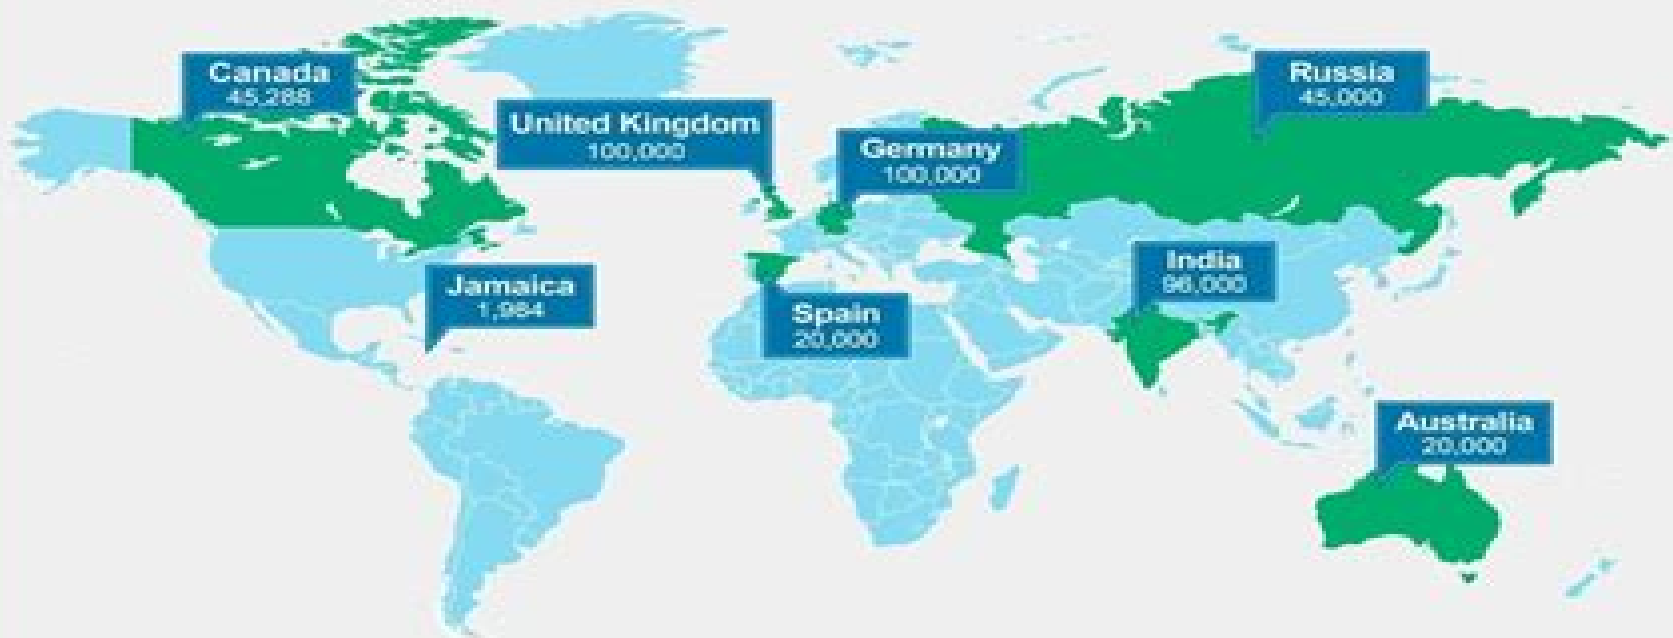 Canada
45,288
Russia
45,000
United Kingdom
100,000
Germany
100,000
India
96,000
Jamaica
1,984
Spain
20,000
Australia
20,000